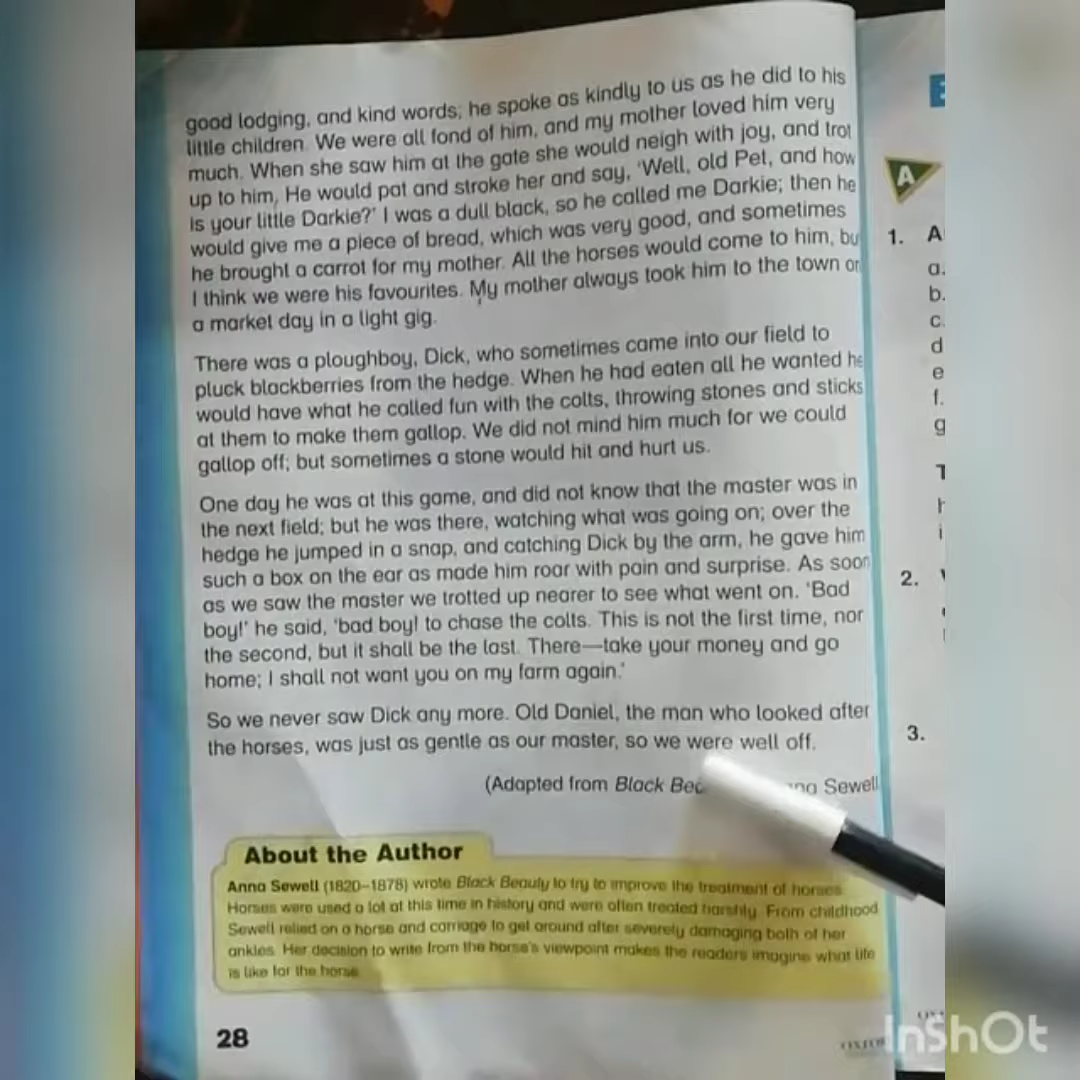 good lodging, and kind words; he spoke as kindly to us as he did to his
little children. We were all fond of him, and my mother loved him very
much. When she saw him at the gate she would neigh with joy, and trot
up to him. He would pat and stroke her and say, 'Well, old Pet, and how
is your little Darkie?' I was a dull black, so he called me Darkie; then he
would give me a piece of bread, which was very good, and sometimes
he brought a carrot for my mother. All the horses would come to him, bu
I think we were his favourites. My mother always took him to the town on
a market day in a light gig.
There was a ploughboy, Dick, who sometimes came into our field to
pluck blackberries from the hedge. When he had eaten all he wanted he
would have what he called fun with the colts, throwing stones and sticks
at them to make them gallop. We did not mind him much for we could
gallop off; but sometimes a stone would hit and hurt us.
One day he was at this game, and did not know that the master was in
the next field; but he was there, watching what was going on; over the
hedge he jumped in a snap, and catching Dick by the arm, he gave him
such a box on the ear as made him roar with pain and surprise. As soon
as we saw the master we trotted up nearer to see what went on. 'Bad
boy!' he said, 'bad boy! to chase the colts. This is not the first time, nor
the second, but it shall be the last. There—take your money and go
home; I shall not want you on my farm again.'
So we never saw Dick any more. Old Daniel, the man who looked after
the horses, was just as gentle as our master, so we were well off.
(Adapted from Black Sewell
About the Author
Anna Sewell (1820–1878) wrote Black Beauty to try to improve the treatment of horses.
Horses were used a lot at this time in history and were often treated harshly. From childhood
Sewell relied on a horse and carriage to get around after severely damaging both of her
ankles. Her decision to write from the horse's viewpoint makes the readers imagine what life
is like for the horse.
28
A
1. A
a.
b.
c.
d
e
f.
g
2.
3.
InShOt